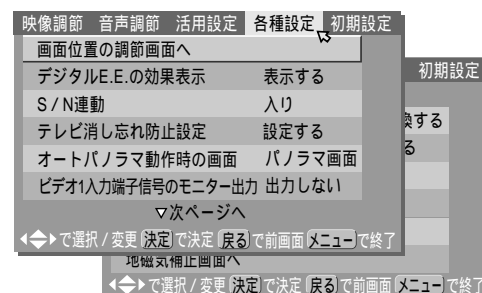 映像調節 音声調節 活用設定 各種設定 初期設定
画面位置の調節画面へ
デジタルE.E.の効果表示 表示する
S/N連動 入り
テレビ消し忘れ防止設定 設定する
オートパノラマ動作時の画面 パノラマ画面
ビデオ1入力端子信号のモニター出力 出力しない
▽次ページへ
で選択/変更 決定で決定 戻るで前画面 メニューで終了
初期設定
換する
る
地磁気補正画面へ
で選択/変更 決定で決定 戻るで前画面 メニューで終了